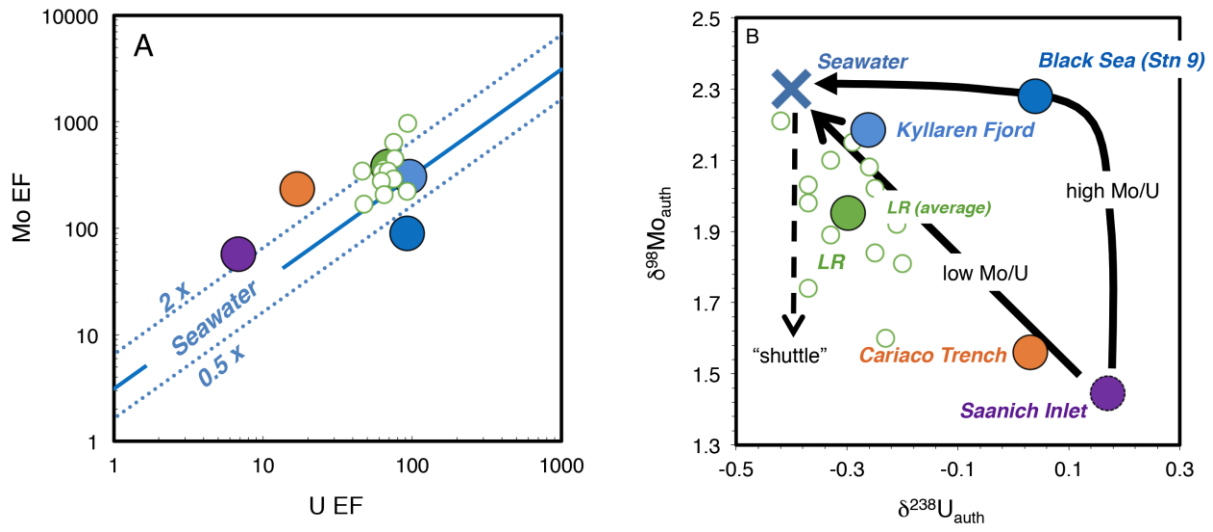 A
10000
1000
100
10
1
Mo EF
2 x
Seawater
0.5 x
1
10
100
1000
U EF
B
2.5
2.3
2.1
1.9
1.7
1.5
1.3
δ⁹⁸Mo_auth
Seawater
Black Sea (Stn 9)
Kyllaren Fjord
high Mo/U
LR (average)
LR
low Mo/U
"shuttle"
Cariaco Trench
Saanich Inlet
-0.5
-0.3
-0.1
0.1
0.3
δ²³⁸U_auth